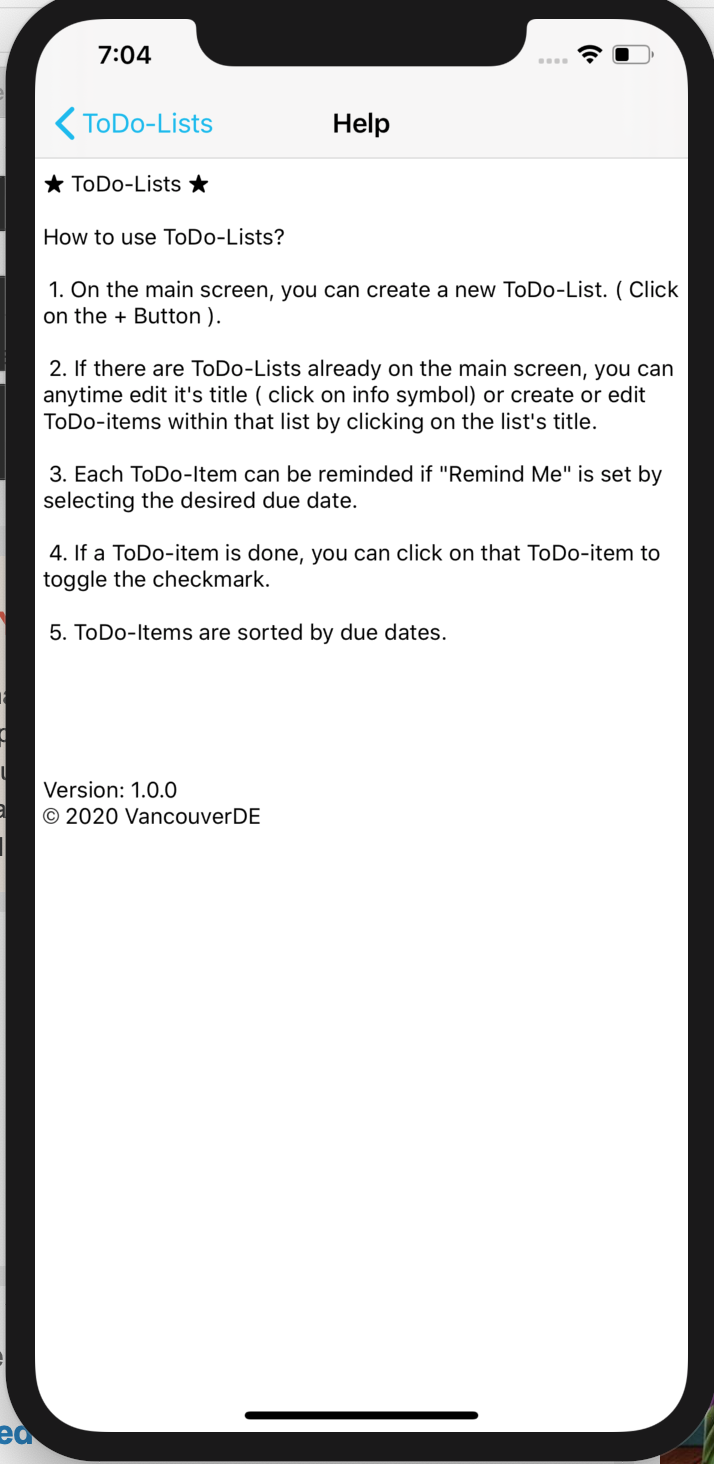 7:04
ToDo-Lists
Help
★ ToDo-Lists ★
How to use ToDo-Lists?
1. On the main screen, you can create a new ToDo-List. ( Click
on the + Button ).
2. If there are ToDo-Lists already on the main screen, you can
anytime edit it's title ( click on info symbol) or create or edit
ToDo-items within that list by clicking on the list's title.
3. Each ToDo-Item can be reminded if "Remind Me" is set by
selecting the desired due date.
4. If a ToDo-item is done, you can click on that ToDo-item to
toggle the checkmark.
5. ToDo-Items are sorted by due dates.
Version: 1.0.0
© 2020 VancouverDE